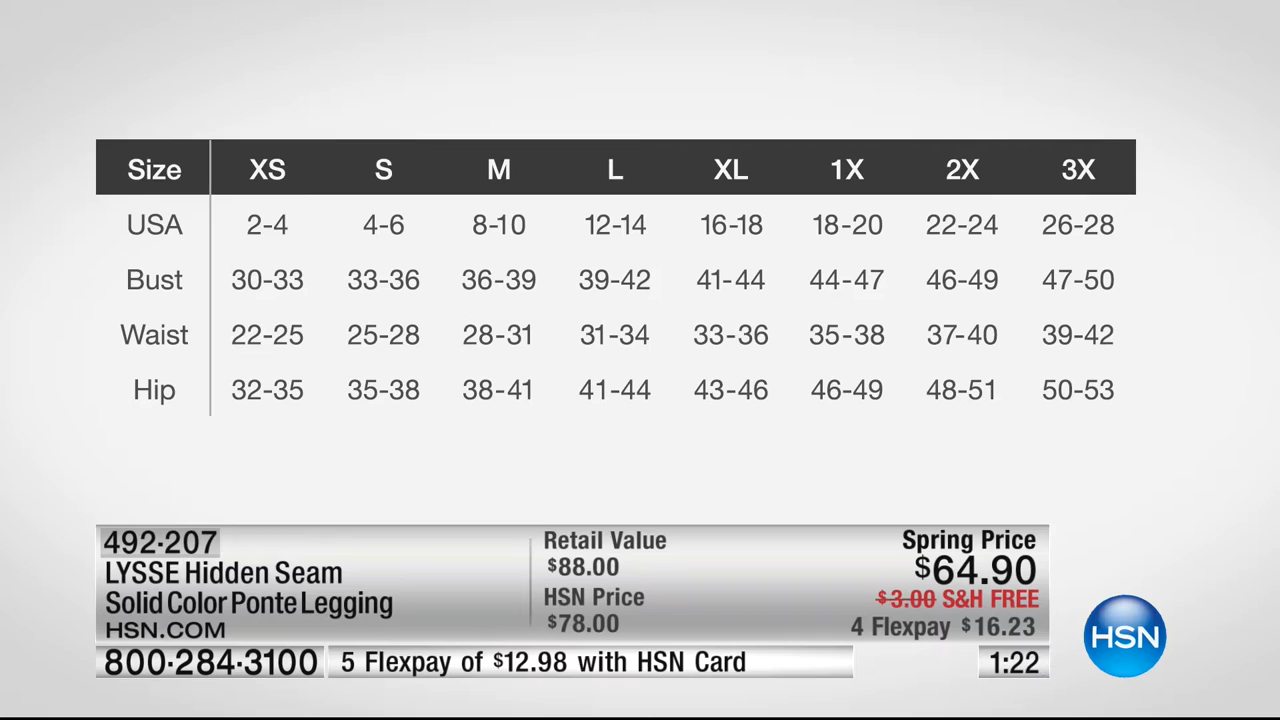 Size XS S M L XL 1X 2X 3X
USA 2-4 4-6 8-10 12-14 16-18 18-20 22-24 26-28
Bust 30-33 33-36 36-39 39-42 41-44 44-47 46-49 47-50
Waist 22-25 25-28 28-31 31-34 33-36 35-38 37-40 39-42
Hip 32-35 35-38 38-41 41-44 43-46 46-49 48-51 50-53
492·207
LYSSE Hidden Seam
Solid Color Ponte Legging
HSN.COM
Retail Value
$88.00
HSN Price
$78.00
Spring Price
$64.90
$3.00 S&H FREE
4 Flexpay $16.23
HSN
800·284·3100 5 Flexpay of $12.98 with HSN Card 1:22